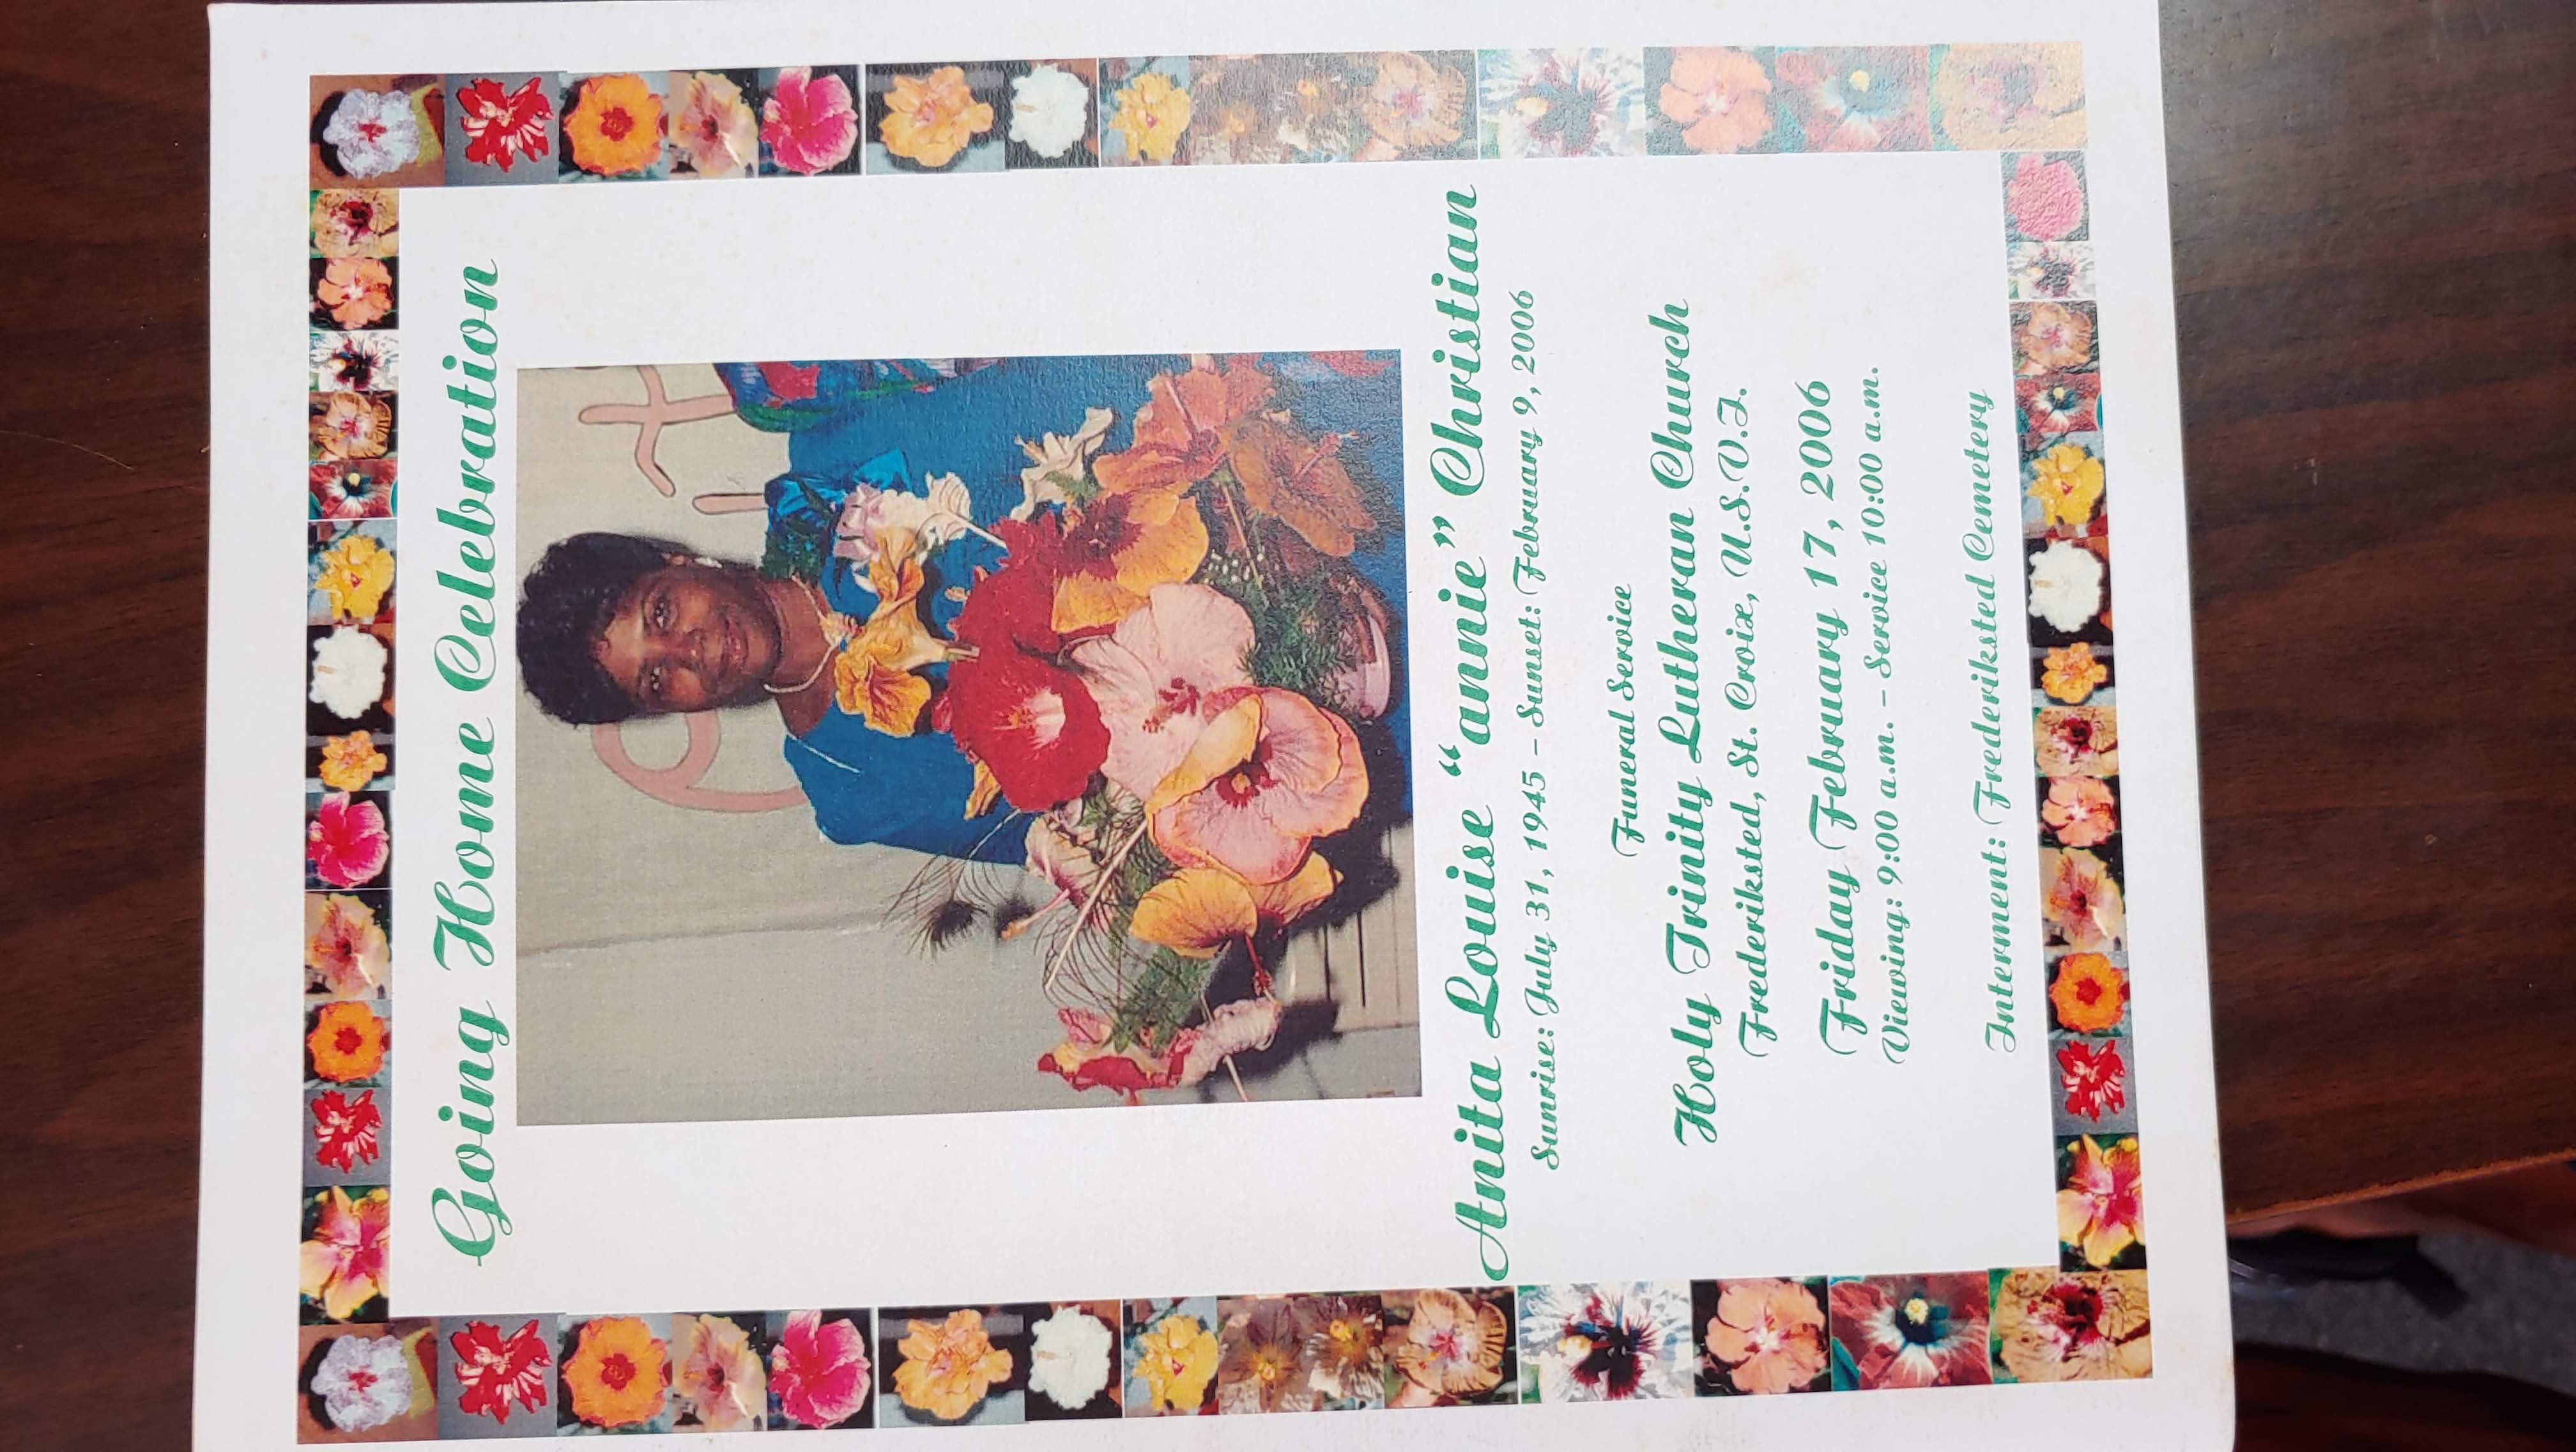 Going Home Celebration
Anita Louise “annie” Christian
Sunrise: July 31, 1945 – Sunset: February 9, 2006
Funeral Service
Holy Trinity Lutheran Church
Frederiksted, St. Croix, U.S.V.I.
Friday February 17, 2006
Viewing: 9:00 a.m. – Service 10:00 a.m.
Interment: Frederiksted Cemetery